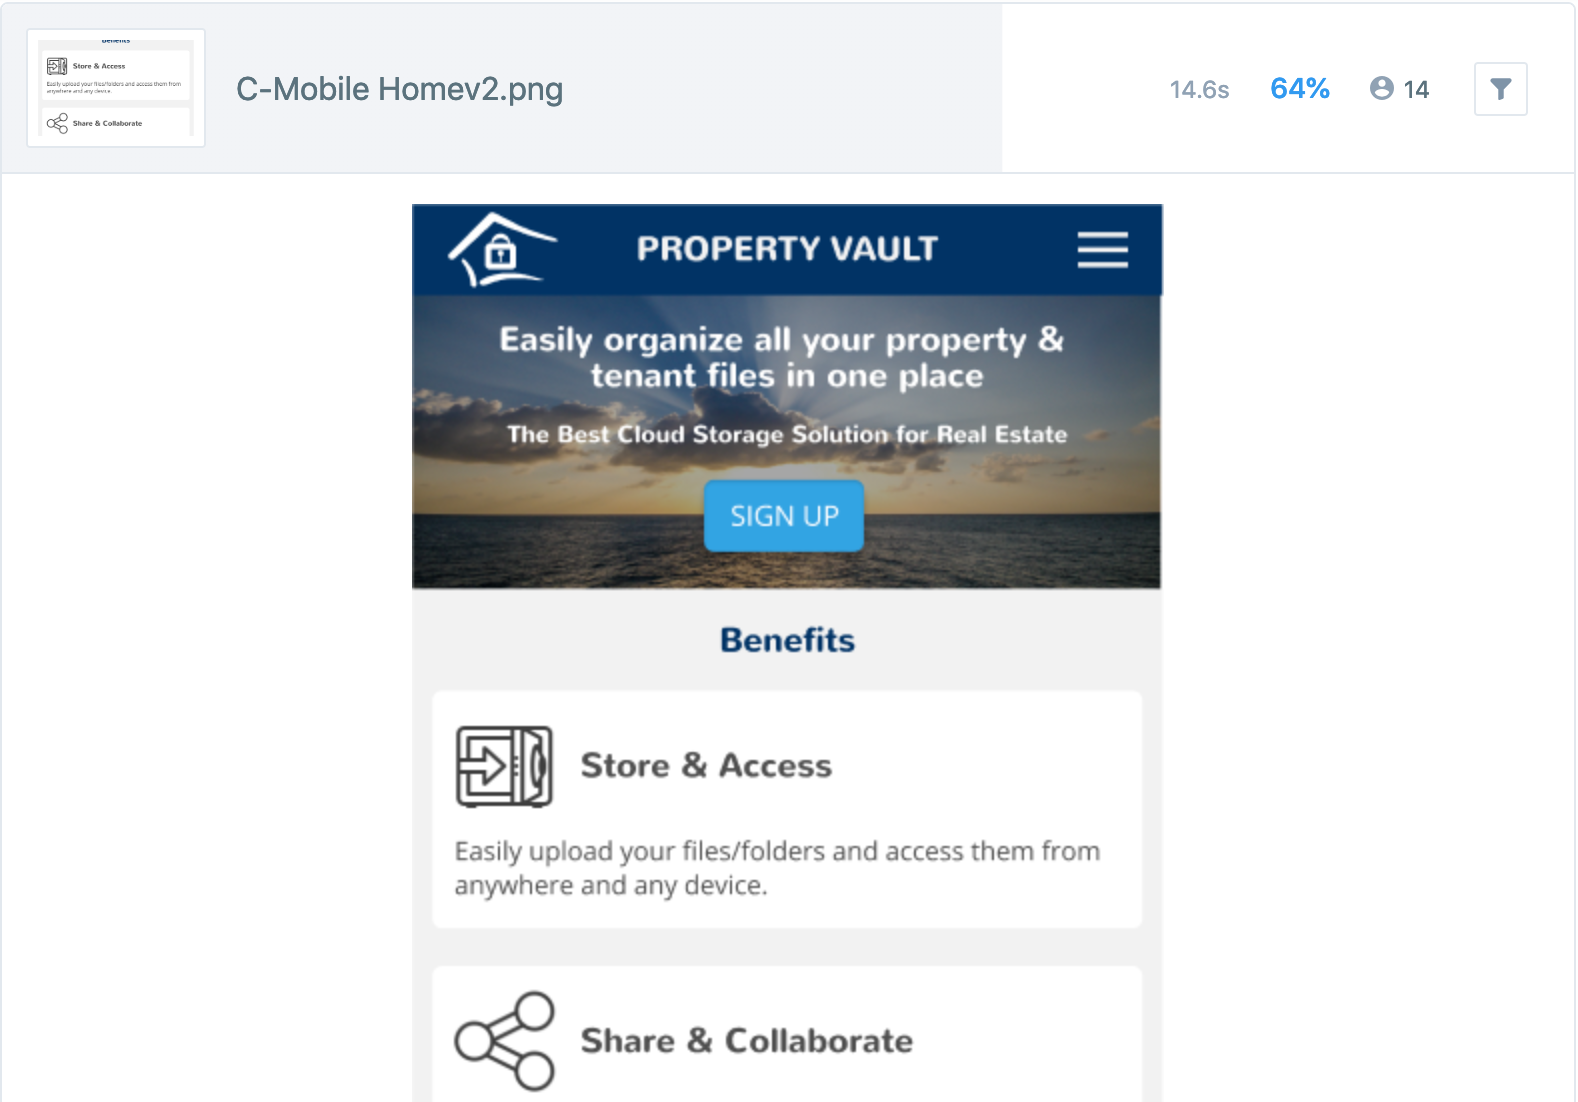 Benefits
Store & Access
Easily upload your files/folders and access them from
anywhere and any device.
Share & Collaborate
C-Mobile Homev2.png
14.6s
64%
14
PROPERTY VAULT
Easily organize all your property &
tenant files in one place
The Best Cloud Storage Solution for Real Estate
SIGN UP
Benefits
Store & Access
Easily upload your files/folders and access them from
anywhere and any device.
Share & Collaborate